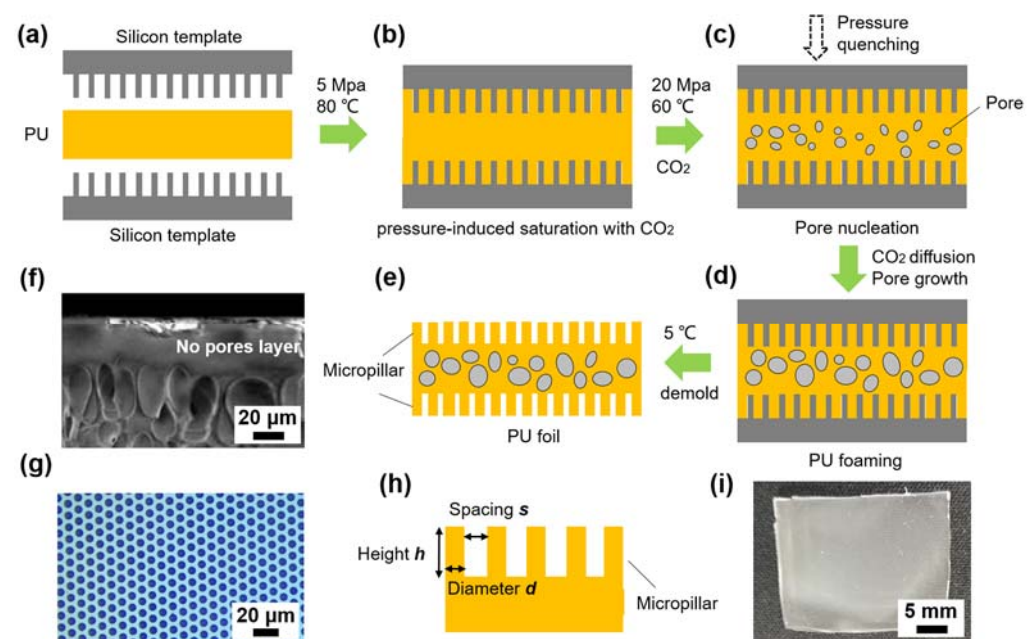 (a)
Silicon template
PU
Silicon template
5 Mpa
80 ℃
(b)
pressure-induced saturation with CO₂
20 Mpa
60 ℃
CO₂
(c)
Pressure
quenching
Pore
Pore nucleation
CO₂ diffusion
Pore growth
(d)
PU foaming
5 ℃
demold
(e)
Micropillar
PU foil
(f)
No pores layer
20 µm
(g)
20 µm
(h)
Spacing s
Height h
Diameter d
Micropillar
(i)
5 mm